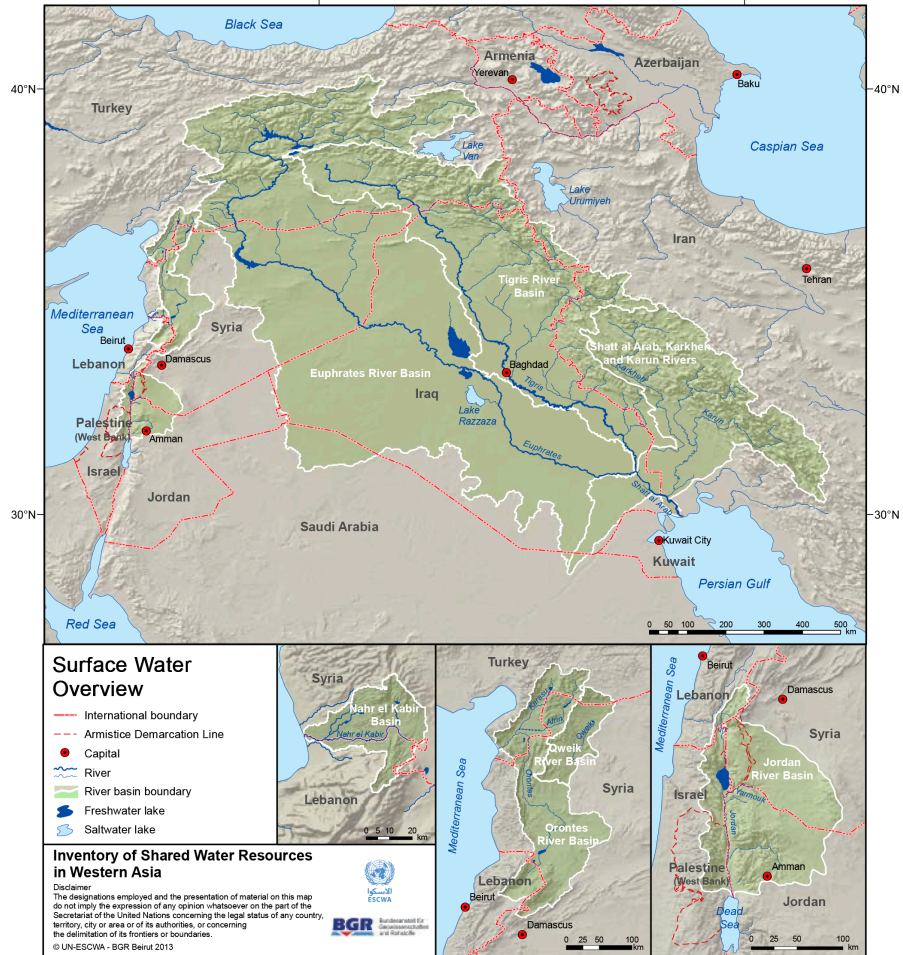 Black Sea
Armenia
Yerevan
Azerbaijan
Baku
40°N
40°N
Turkey
Lake
Van
Caspian Sea
Lake
Urumiyeh
Iran
Tehran
Tigris River
Basin
Mediterranean
Sea
Syria
Beirut
Shatt al Arab, Karkheh
and Karun Rivers
Lebanon
Damascus
Baghdad
Karkheh
Euphrates River Basin
Tigris
Iraq
Lake
Razzaza
Karun
Palestine
(West Bank)
Amman
Euphrates
Israel
Jordan
Shatt al Arab
30°N
30°N
Saudi Arabia
Kuwait City
Kuwait
Persian Gulf
Red Sea
0 50 100 200 300 400 500
km
Surface Water
Overview
International boundary
Armistice Demarcation Line
Capital
River
River basin boundary
Freshwater lake
Saltwater lake
Syria
Nahr el Kabir
Basin
Nahr el Kabir
Lebanon
0 5 10 20
km
Turkey
Karasu
Afrin
Qweik
Qweik
River Basin
Orontes
Syria
Mediterranean Sea
Orontes
River Basin
Lebanon
Beirut
Damascus
0 25 50 100
km
Beirut
Mediterranean Sea
Lebanon
Damascus
Syria
Jordan
River Basin
Israel
Yarmouk
Jordan
Palestine
(West Bank)
Amman
Jordan
Dead
Sea
0 25 50 100
km
Inventory of Shared Water Resources
in Western Asia
Disclaimer
The designations employed and the presentation of material on this map
do not imply the expression of any opinion whatsoever on the part of the
Secretariat of the United Nations concerning the legal status of any country,
territory, city or area or of its authorities, or concerning
the delimitation of its frontiers or boundaries.
© UN-ESCWA - BGR Beirut 2013
الاسكوا
ESCWA
BGR
Bundesanstalt für
Geowissenschaften
und Rohstoffe